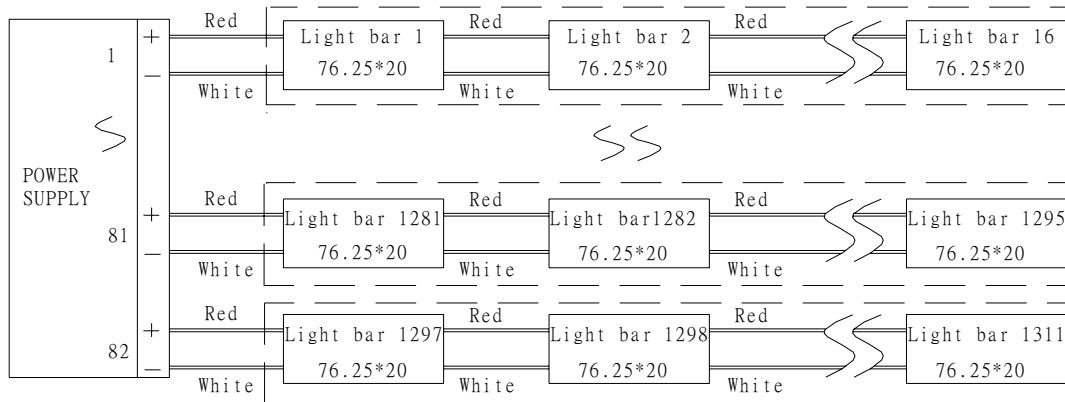 Red Red Red
1 + Light bar 1 Light bar 2 Light bar 16
76.25*20 76.25*20 76.25*20
—
White White White
POWER
SUPPLY
Red Red Red
81 + Light bar 1281 Light bar1282 Light bar 1295
— 76.25*20 76.25*20 76.25*20
White White White
Red Red Red
82 + Light bar 1297 Light bar 1298 Light bar 1311
— 76.25*20 76.25*20 76.25*20
White White White